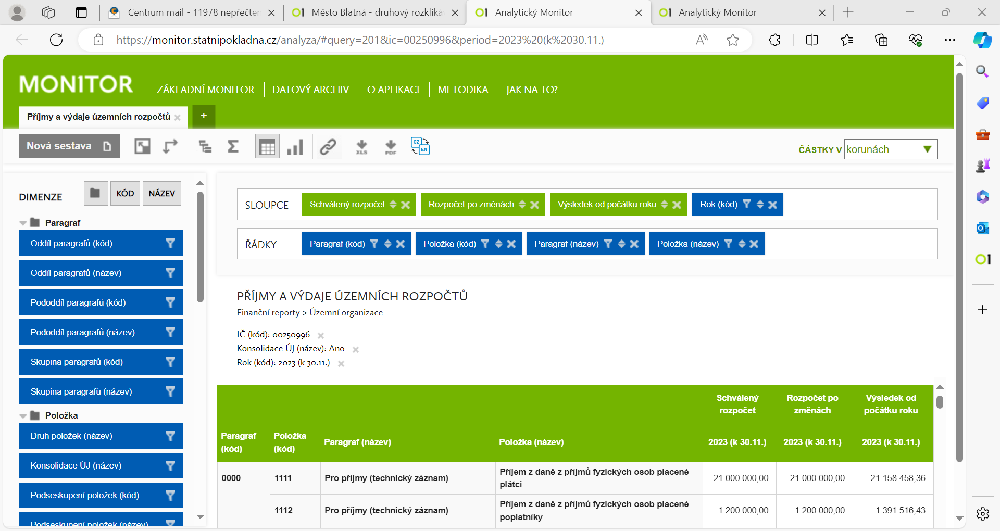 Centrum mail - 11978 nepřečten
Město Blatná - druhový rozkliká
Analytický Monitor
Analytický Monitor
https://monitor.statnipokladna.cz/analyza/#query=201&ic=00250996&period=2023%20(k%2030.11.)
MONITOR
ZÁKLADNÍ MONITOR
DATOVÝ ARCHIV
O APLIKACI
METODIKA
JAK NA TO?
Příjmy a výdaje územních rozpočtů
+
Nová sestava
XLS
PDF
CZ
EN
ČÁSTKY V korunách
DIMENZE
KÓD
NÁZEV
Paragraf
Oddíl paragrafů (kód)
Oddíl paragrafů (název)
Pododdíl paragrafů (kód)
Pododdíl paragrafů (název)
Skupina paragrafů (kód)
Skupina paragrafů (název)
Položka
Druh položek (název)
Konsolidace ÚJ (název)
Podseskupení položek (kód)
Podseskupení položek (název)
SLOUPCE
Schválený rozpočet
Rozpočet po změnách
Výsledek od počátku roku
Rok (kód)
ŘÁDKY
Paragraf (kód)
Položka (kód)
Paragraf (název)
Položka (název)
PŘÍJMY A VÝDAJE ÚZEMNÍCH ROZPOČTŮ
Finanční reporty > Územní organizace
IČ (kód): 00250996
Konsolidace ÚJ (název): Ano
Rok (kód): 2023 (k 30.11.)
Schválený rozpočet
Rozpočet po změnách
Výsledek od počátku roku
Paragraf (kód)
Položka (kód)
Paragraf (název)
Položka (název)
2023 (k 30.11.)
2023 (k 30.11.)
2023 (k 30.11.)
0000
1111
Pro příjmy (technický záznam)
Příjem z daně z příjmů fyzických osob placené plátci
21 000 000,00
21 000 000,00
21 158 458,36
1112
Pro příjmy (technický záznam)
Příjem z daně z příjmů fyzických osob placené poplatníky
1 200 000,00
1 200 000,00
1 391 516,43